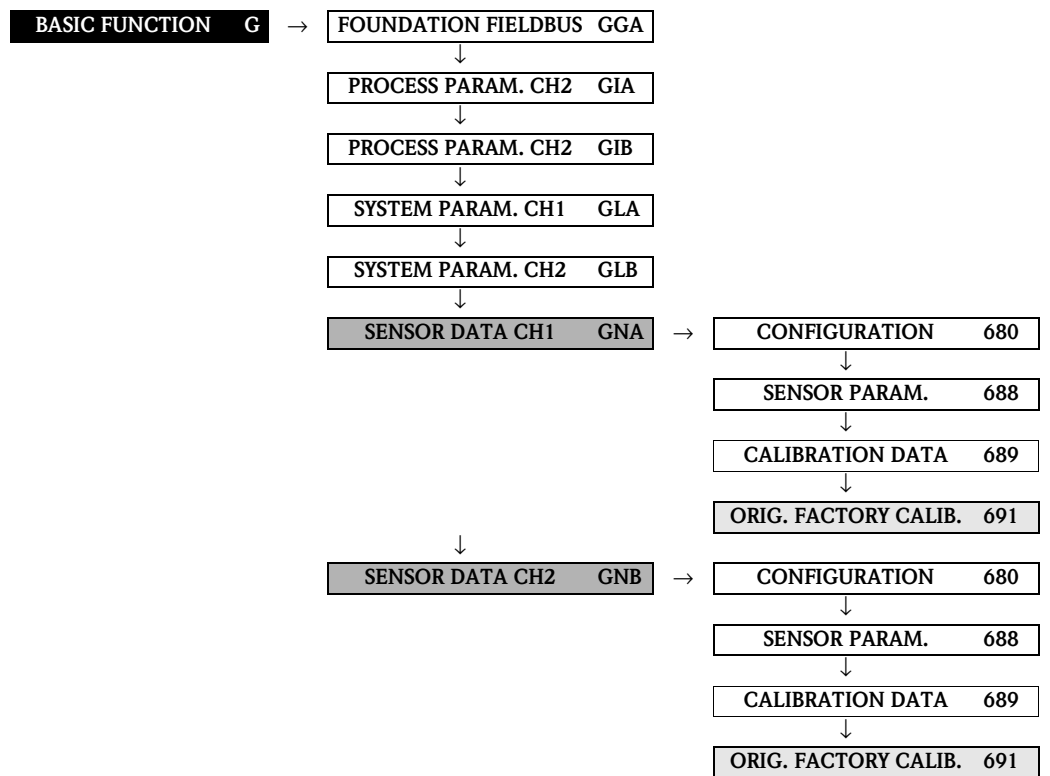 BASIC FUNCTION G → FOUNDATION FIELDBUS GGA
↓
PROCESS PARAM. CH2 GIA
↓
PROCESS PARAM. CH2 GIB
↓
SYSTEM PARAM. CH1 GLA
↓
SYSTEM PARAM. CH2 GLB
↓
SENSOR DATA CH1 GNA → CONFIGURATION 680
↓
SENSOR PARAM. 688
↓
CALIBRATION DATA 689
↓
ORIG. FACTORY CALIB. 691
↓
SENSOR DATA CH2 GNB → CONFIGURATION 680
↓
SENSOR PARAM. 688
↓
CALIBRATION DATA 689
↓
ORIG. FACTORY CALIB. 691